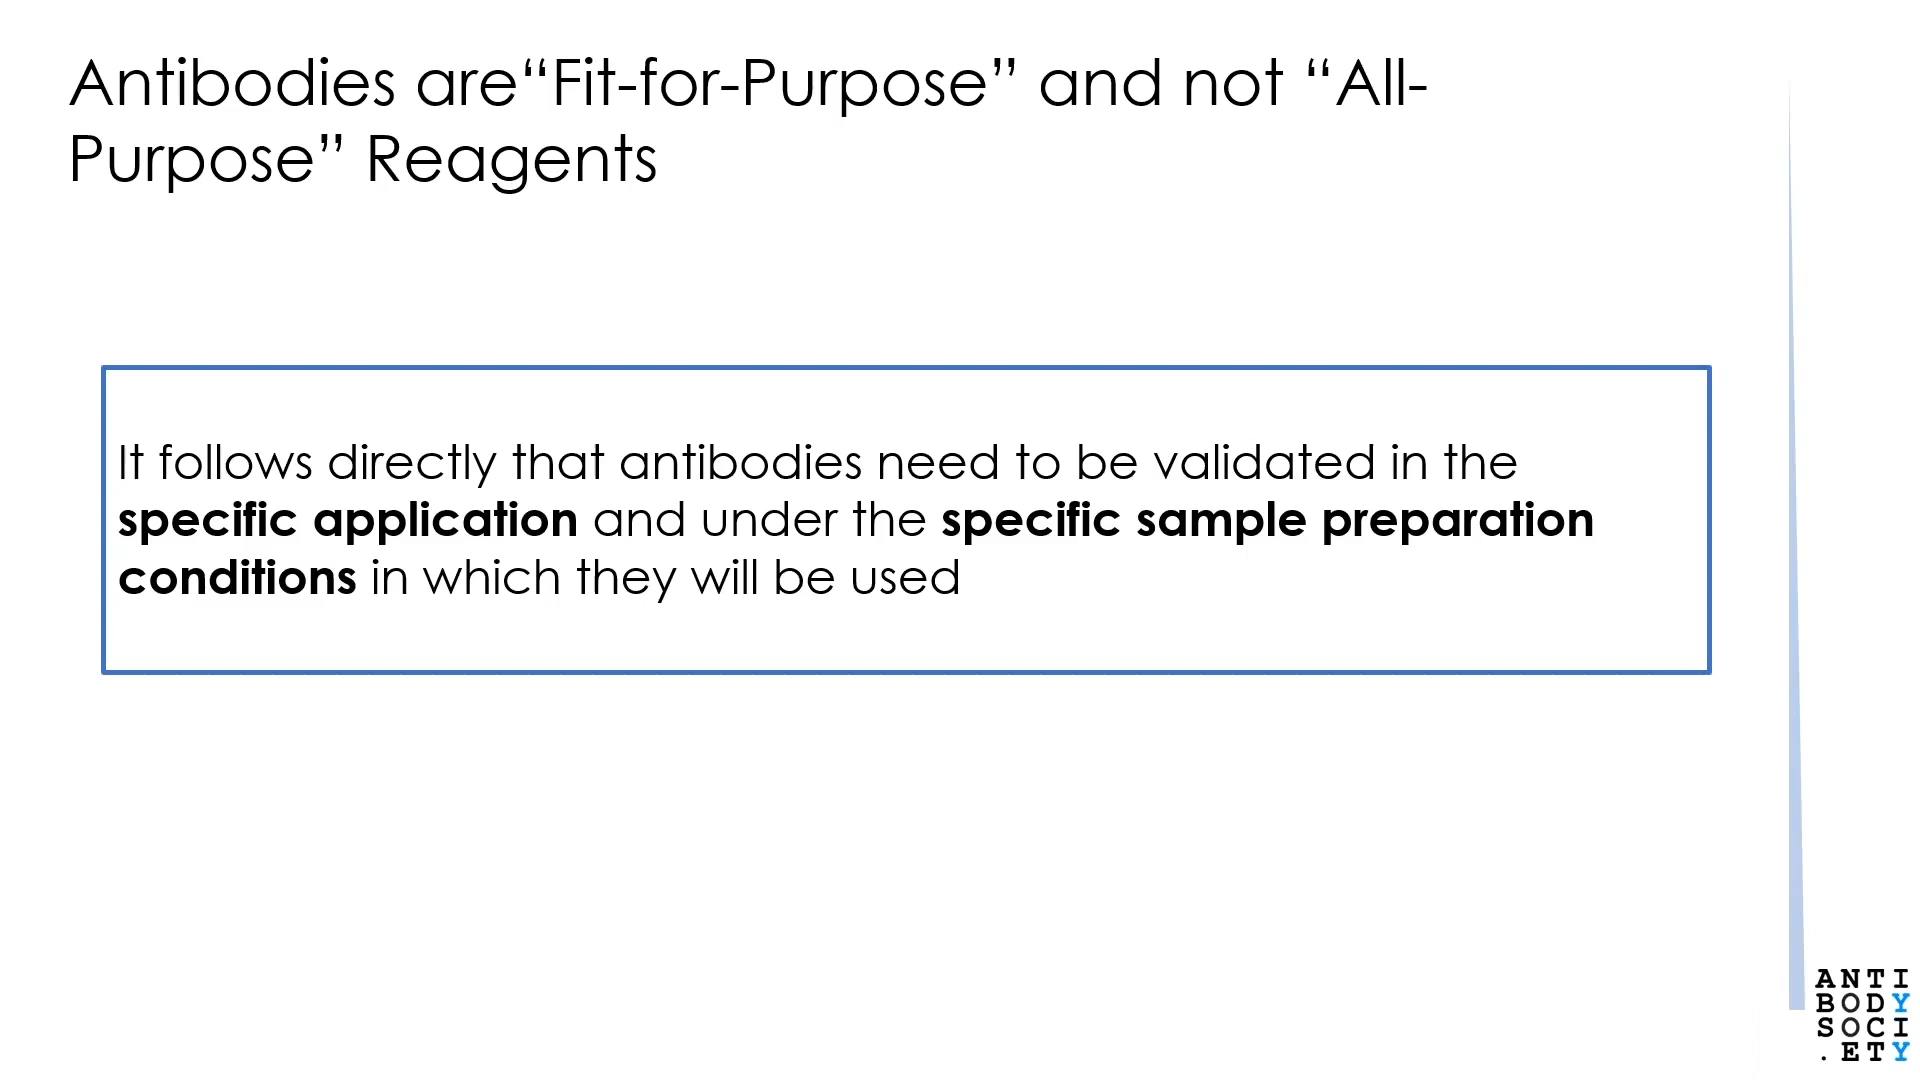 Antibodies are“Fit-for-Purpose” and not “All-
Purpose” Reagents
It follows directly that antibodies need to be validated in the
specific application and under the specific sample preparation
conditions in which they will be used
ANTI
BODY
SOCI
.ETY